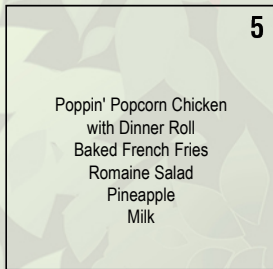 5
Poppin' Popcorn Chicken
with Dinner Roll
Baked French Fries
Romaine Salad
Pineapple
Milk